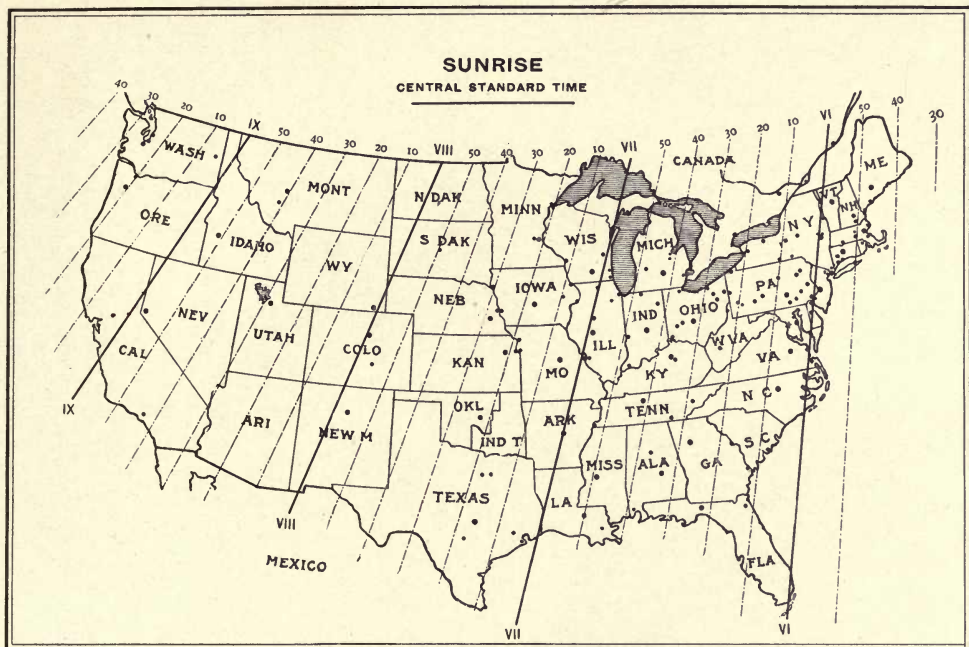 SUNRISE
CENTRAL STANDARD TIME
40 30 20 10 IX 50 40 30 20 10 VIII 50 40 30 20 10 VII 50 40 30 20 10 VI 50 40 30
CANADA
WASH
MONT
N DAK
MINN
ME
VT
NH
ORE
IDAHO
S DAK
WIS
MICH
N Y
WY
IOWA
NEB
PA
NEV
UTAH
COLO
KAN
MO
ILL
IND
OHIO
W VA
VA
CAL
KY
IX
ARI
NEW M
OKL
IND T
ARK
TENN
N C
S C
TEXAS
LA
MISS
ALA
GA
VIII
MEXICO
FLA
VII
VI